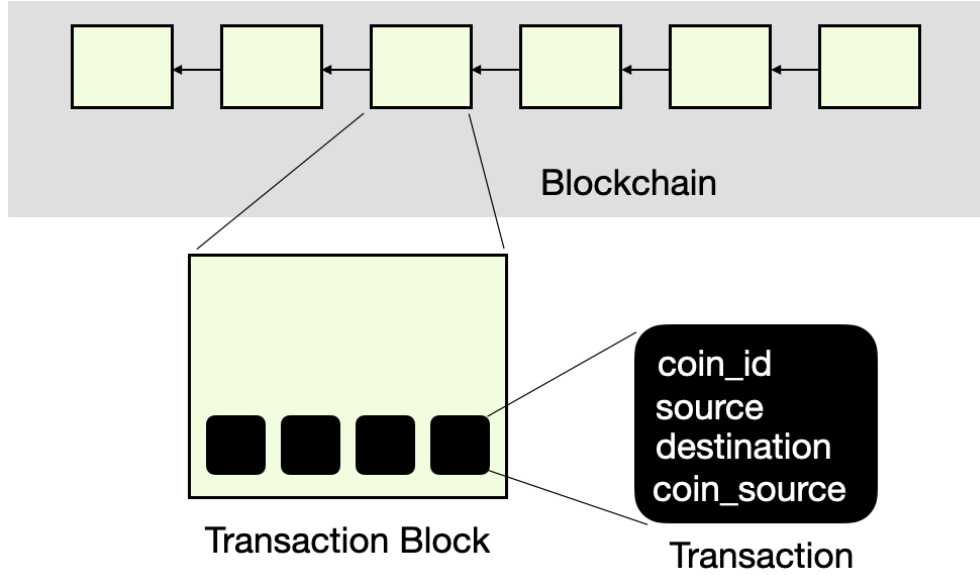 Blockchain
coin_id
source
destination
coin_source
Transaction Block
Transaction